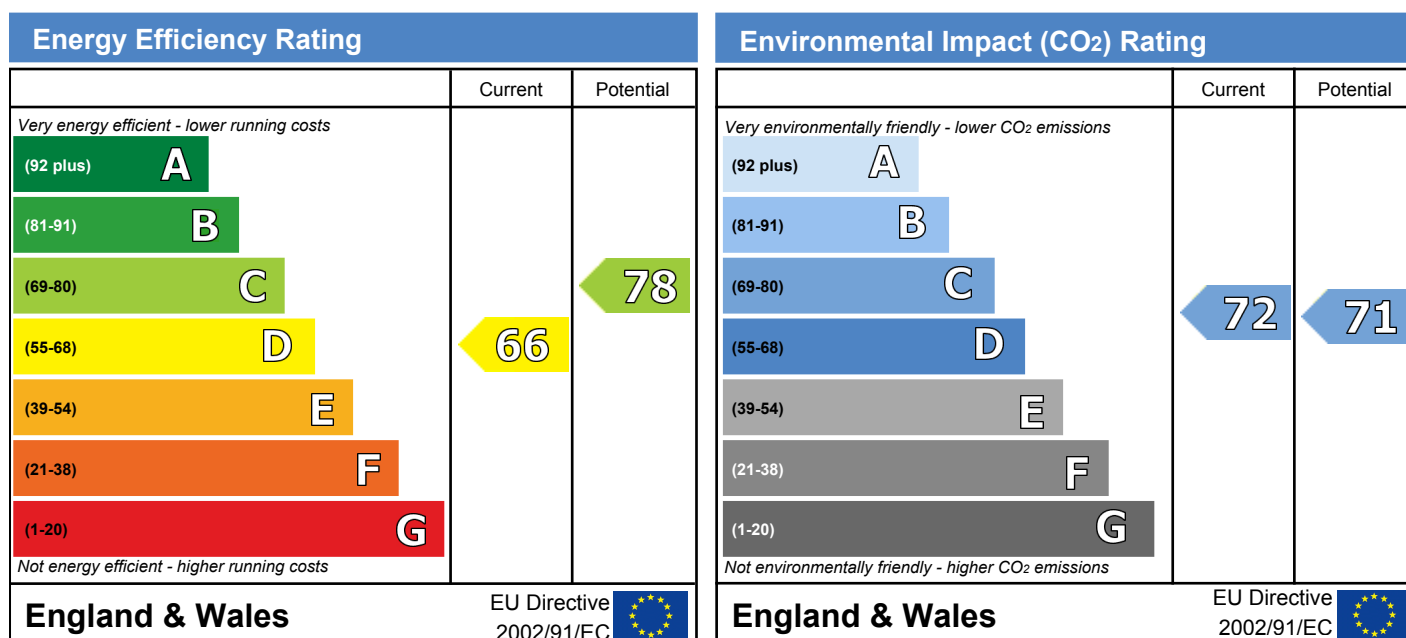 Energy Efficiency Rating
Current Potential
Very energy efficient - lower running costs
(92 plus) A
(81-91) B
(69-80) C
78
(55-68) D
66
(39-54) E
(21-38) F
(1-20) G
Not energy efficient - higher running costs
England & Wales
EU Directive
2002/91/EC
Environmental Impact (CO2) Rating
Current Potential
Very environmentally friendly - lower CO2 emissions
(92 plus) A
(81-91) B
(69-80) C
72 71
(55-68) D
(39-54) E
(21-38) F
(1-20) G
Not environmentally friendly - higher CO2 emissions
England & Wales
EU Directive
2002/91/EC